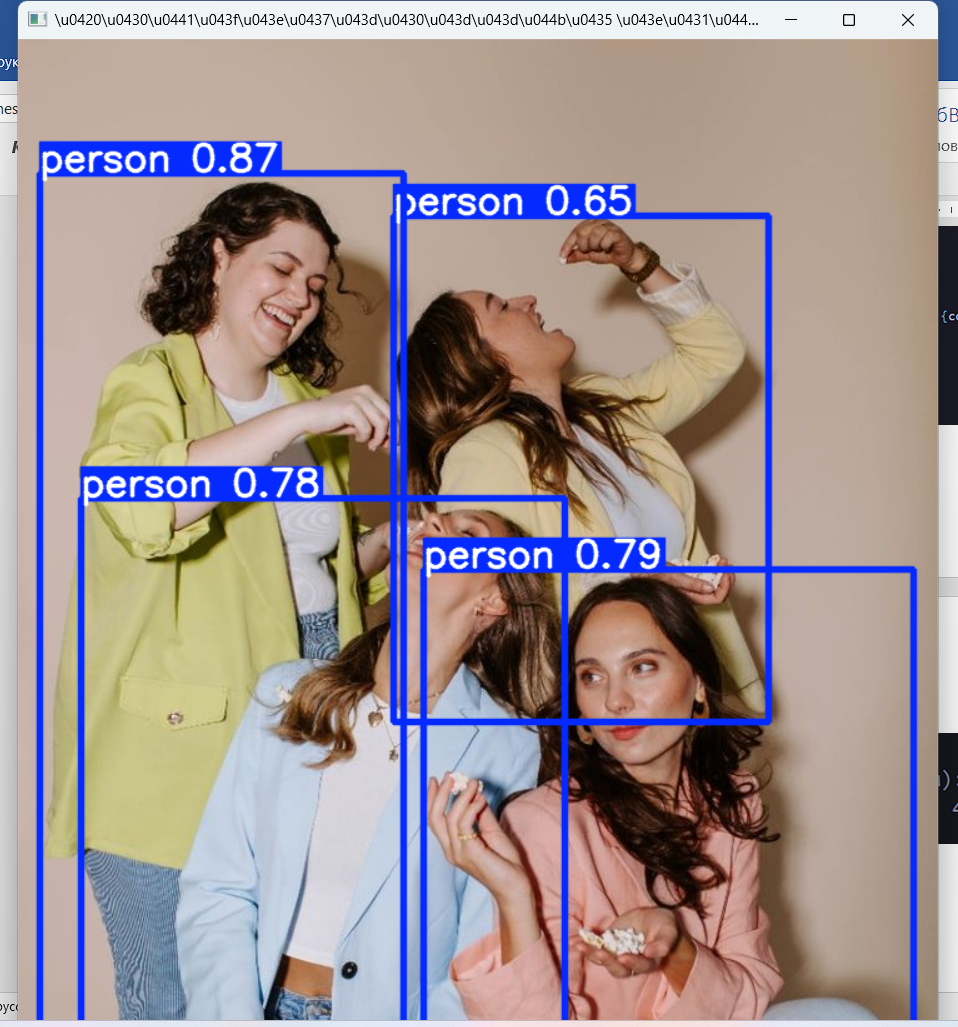 \u0420\u0430\u0441\u043f\u043e\u0437\u043d\u0430\u043d\u043d\u044b\u0435 \u043e\u0431\u044...
person 0.87
person 0.65
person 0.78
person 0.79